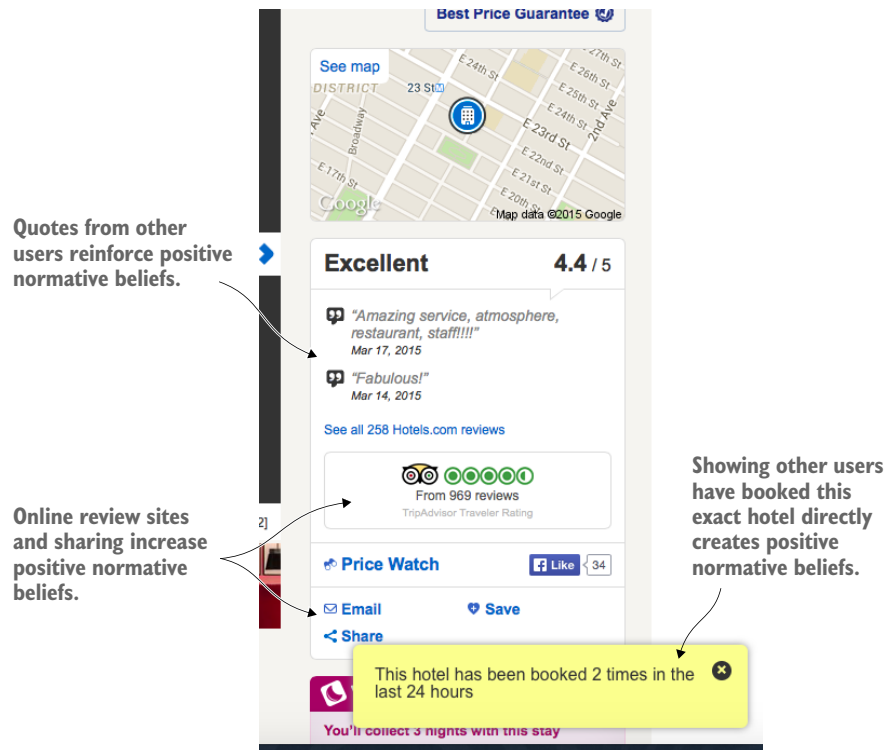 Best Price Guarantee
See map
DISTRICT
23 St
E 24th St
E 27th St
E 26th St
E 25th St
E 24th St
2nd Ave
E 23rd St
E 22nd St
E 21st St
E 20th St
Ave
Broadway
E 17th St
Google
Map data ©2015 Google
Quotes from other
users reinforce positive
normative beliefs.
Excellent 4.4 / 5
“Amazing service, atmosphere,
restaurant, staff!!!!”
Mar 17, 2015
“Fabulous!”
Mar 14, 2015
See all 258 Hotels.com reviews
From 969 reviews
TripAdvisor Traveler Rating
Online review sites
and sharing increase
positive normative
beliefs.
2]
Showing other users
have booked this
exact hotel directly
creates positive
normative beliefs.
Price Watch
f Like 34
Email Save
Share
This hotel has been booked 2 times in the
last 24 hours
You'll collect 3 nights with this stay